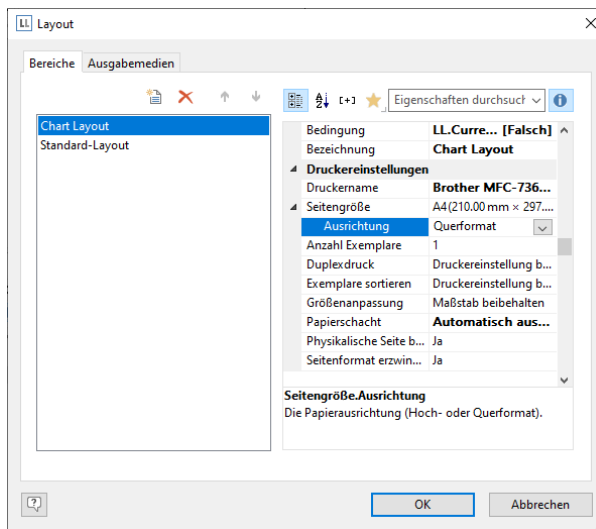 LL Layout
Bereiche Ausgabemedien
Eigenschaften durchsuch
Chart Layout
Standard-Layout
Bedingung LL.Curre... [Falsch]
Bezeichnung Chart Layout
Druckereinstellungen
Druckername Brother MFC-736...
Seitengröße A4(210.00 mm × 297....
Ausrichtung Querformat
Anzahl Exemplare 1
Duplexdruck Druckereinstellung b...
Exemplare sortieren Druckereinstellung b...
Größenanpassung Maßstab beibehalten
Papierschacht Automatisch aus...
Physikalische Seite b... Ja
Seitenformat erzwin... Ja
Seitengröße.Ausrichtung
Die Papierausrichtung (Hoch- oder Querformat).
OK Abbrechen